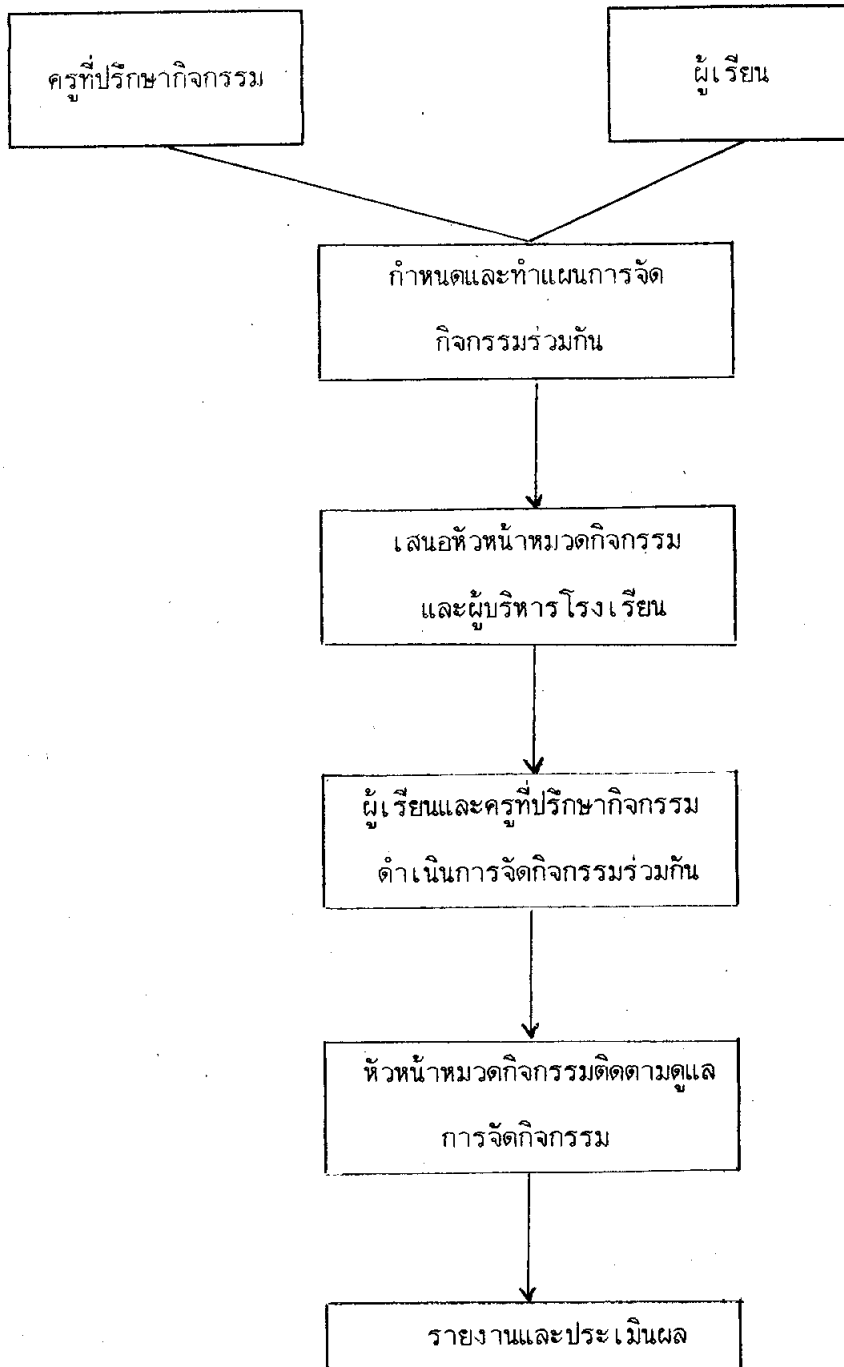 ครูที่ปรึกษากิจกรรม
ผู้เรียน
กำหนดและทำแผนการจัด
กิจกรรมร่วมกัน
เสนอหัวหน้าหมวดกิจกรรม
และผู้บริหารโรงเรียน
ผู้เรียนและครูที่ปรึกษากิจกรรม
ดำเนินการจัดกิจกรรมร่วมกัน
หัวหน้าหมวดกิจกรรมติดตามดูแล
การจัดกิจกรรม
รายงานและประเมินผล